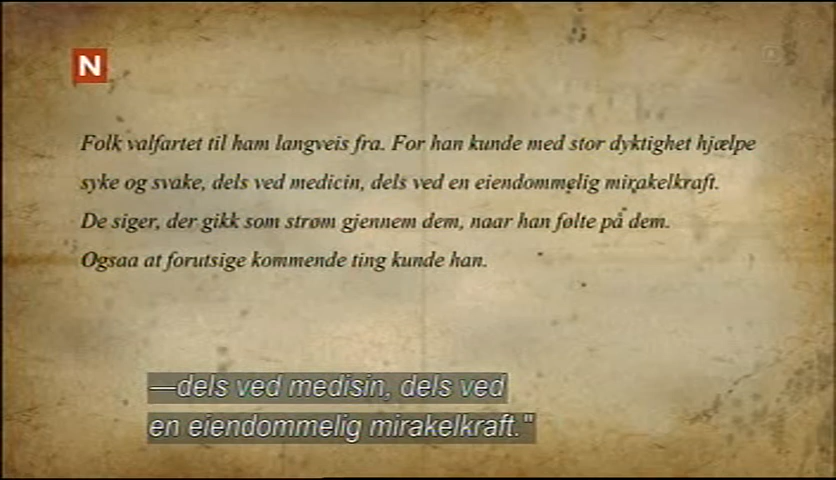 N
Folk valfartet til ham langveis fra. For han kunde med stor dyktighet hjælpe
syke og svake, dels ved medicin, dels ved en eiendommelig mirakelkraft.
De siger, der gikk som strøm gjennem dem, naar han følte på dem.
Ogsaa at forutsige kommende ting kunde han.
—dels ved medisin, dels ved
en eiendommelig mirakelkraft."